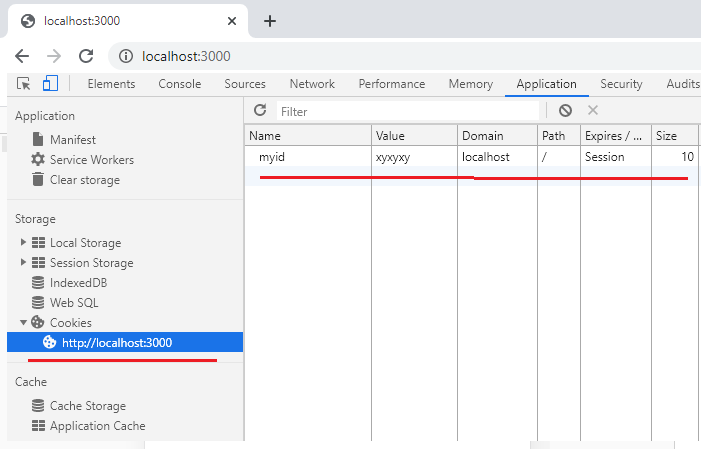 localhost:3000
localhost:3000
Elements Console Sources Network Performance Memory Application Security Audits
Application
Manifest
Service Workers
Clear storage
Storage
Local Storage
Session Storage
IndexedDB
Web SQL
Cookies
http://localhost:3000
Cache
Cache Storage
Application Cache
Filter
Name Value Domain Path Expires / ... Size
myid xyxyxy localhost / Session 10